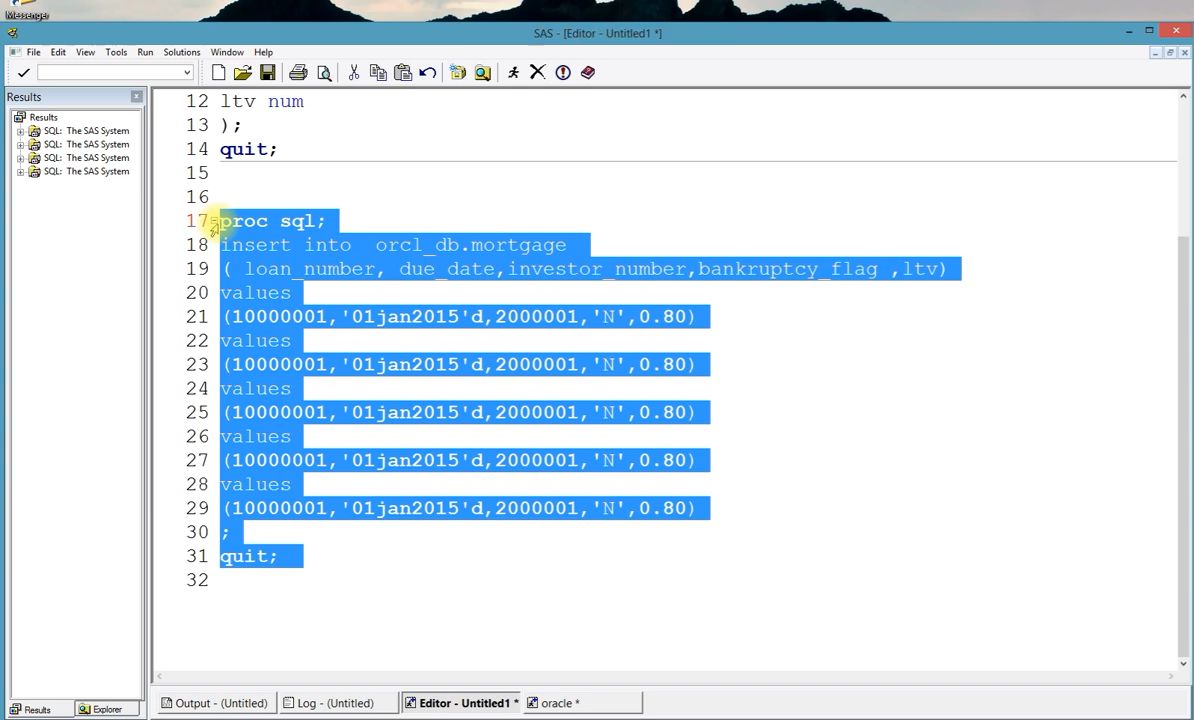 Messenger
SAS - [Editor - Untitled1 *]
File Edit View Tools Run Solutions Window Help
Results
Results
SQL: The SAS System
SQL: The SAS System
SQL: The SAS System
SQL: The SAS System
12 ltv num
13 );
14 quit;
15
16
17 proc sql;
18 insert into orcl_db.mortgage
19 ( loan_number, due_date,investor_number,bankruptcy_flag ,ltv)
20 values
21 (10000001,'01jan2015'd,2000001,'N',0.80)
22 values
23 (10000001,'01jan2015'd,2000001,'N',0.80)
24 values
25 (10000001,'01jan2015'd,2000001,'N',0.80)
26 values
27 (10000001,'01jan2015'd,2000001,'N',0.80)
28 values
29 (10000001,'01jan2015'd,2000001,'N',0.80)
30 ;
31 quit;
32
Results Explorer
Output - (Untitled) Log - (Untitled) Editor - Untitled1 * oracle *